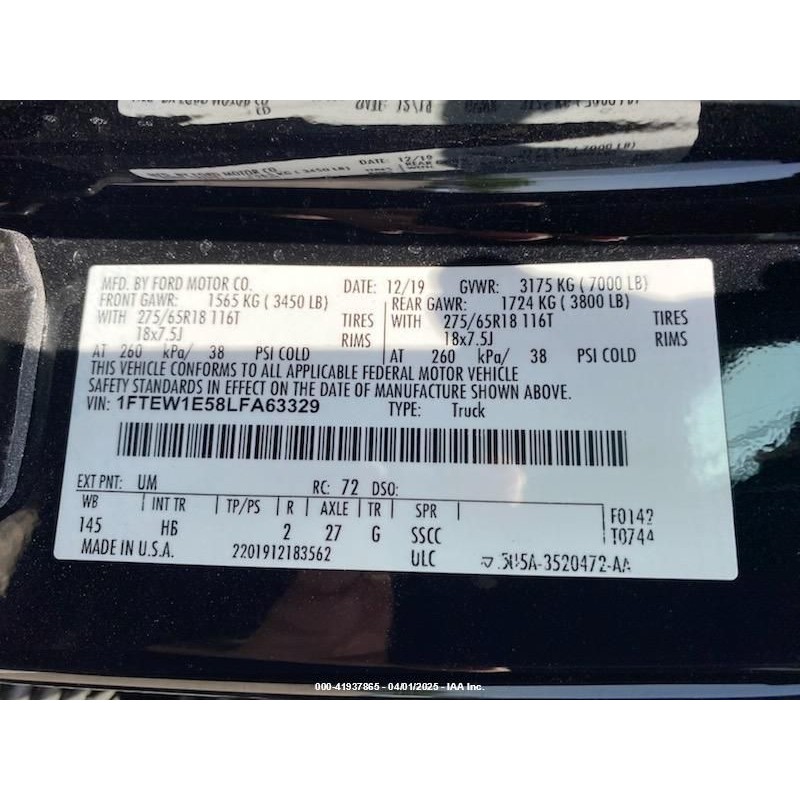 MFD. BY FORD MOTOR CO. DATE: 12/19 GVWR: 3175 KG ( 7000 LB)
FRONT GAWR: 1565 KG ( 3450 LB) REAR GAWR: 1724 KG ( 3800 LB)
WITH 275/65R18 116T TIRES WITH 275/65R18 116T TIRES
18x7.5J RIMS 18x7.5J RIMS
AT 260 kPa/ 38 PSI COLD AT 260 kPa/ 38 PSI COLD
THIS VEHICLE CONFORMS TO ALL APPLICABLE FEDERAL MOTOR VEHICLE
SAFETY STANDARDS IN EFFECT ON THE DATE OF MANUFACTURE SHOWN ABOVE.
VIN: 1FTEW1E58LFA63329 TYPE: Truck
EXT PNT: UM RC: 72 DSO:
WB INT TR TP/PS R AXLE TR SPR F0142
145 HB 2 27 G SSCC T0744
MADE IN U.S.A. 2201912183562 ULC 5U5A-3520472-AA
000-41937865 - 04/01/2025 - IAA Inc.